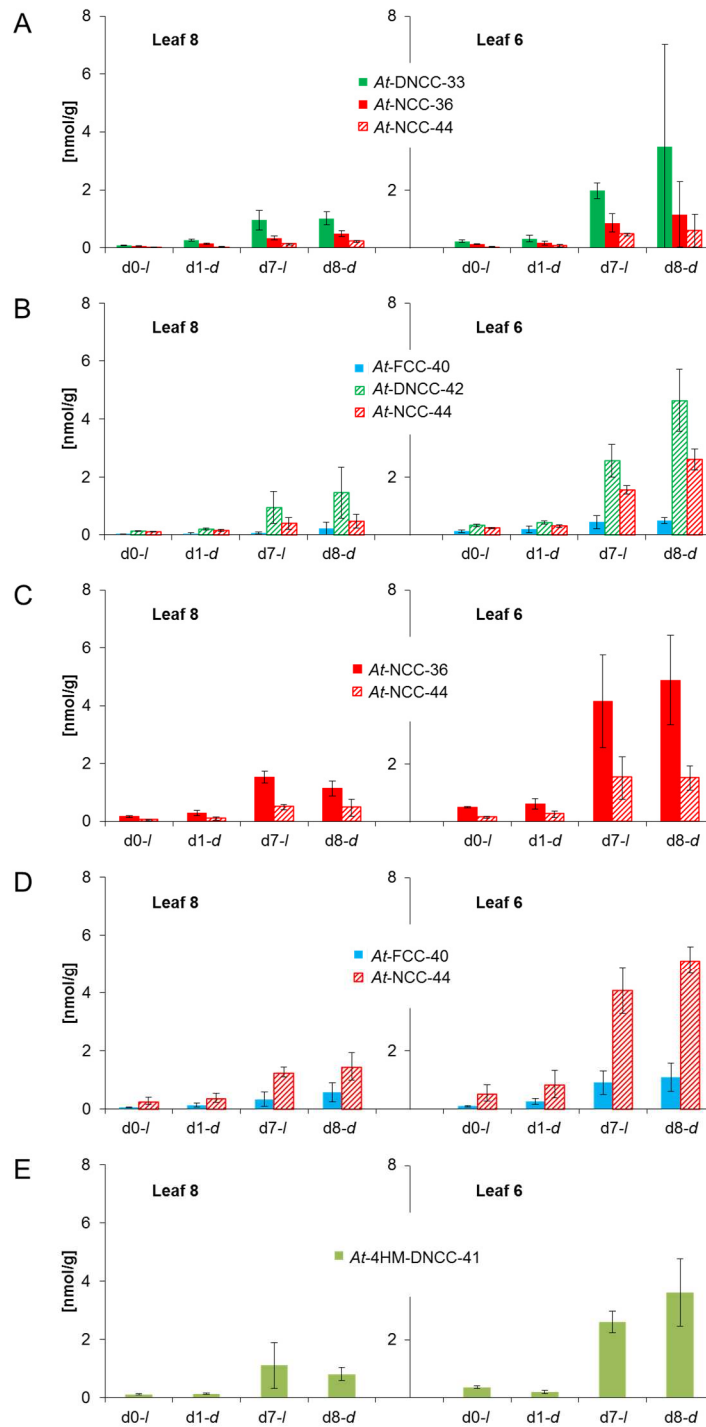 A
Leaf 8
Leaf 6
At-DNCC-33
At-NCC-36
At-NCC-44
[nmol/g]
8
6
4
2
0
8
2
d0-l
d1-d
d7-l
d8-d
d0-l
d1-d
d7-l
d8-d
B
Leaf 8
Leaf 6
At-FCC-40
At-DNCC-42
At-NCC-44
[nmol/g]
8
6
4
2
0
8
2
d0-l
d1-d
d7-l
d8-d
d0-l
d1-d
d7-l
d8-d
C
Leaf 8
Leaf 6
At-NCC-36
At-NCC-44
[nmol/g]
8
6
4
2
0
8
2
d0-l
d1-d
d7-l
d8-d
d0-l
d1-d
d7-l
d8-d
D
Leaf 8
Leaf 6
At-FCC-40
At-NCC-44
[nmol/g]
8
6
4
2
0
8
2
d0-l
d1-d
d7-l
d8-d
d0-l
d1-d
d7-l
d8-d
E
Leaf 8
Leaf 6
At-4HM-DNCC-41
[nmol/g]
8
6
4
2
0
8
2
d0-l
d1-d
d7-l
d8-d
d0-l
d1-d
d7-l
d8-d